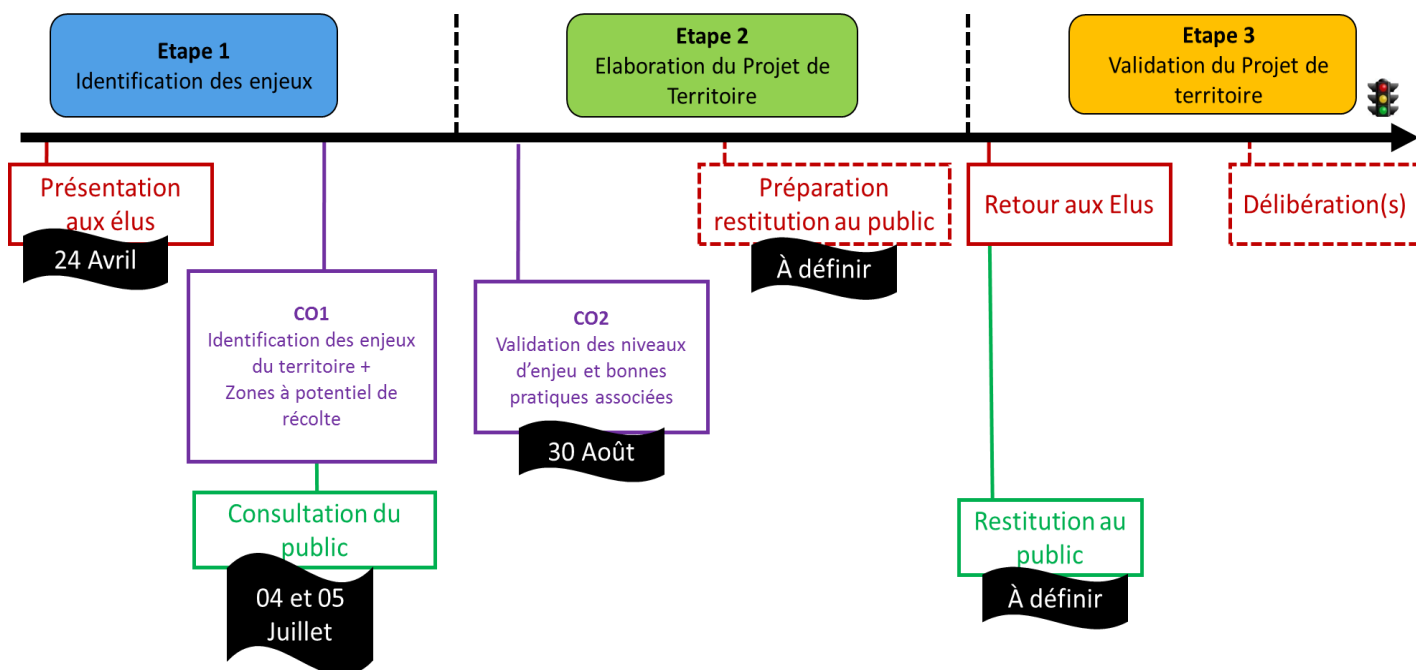 Etape 1
Identification des enjeux
Etape 2
Elaboration du Projet de
Territoire
Etape 3
Validation du Projet de
territoire
Présentation
aux élus
24 Avril
CO1
Identification des enjeux
du territoire +
Zones à potentiel de
récolte
Consultation du
public
04 et 05
Juillet
CO2
Validation des niveaux
d'enjeu et bonnes
pratiques associées
30 Août
Préparation
restitution au public
À définir
Retour aux Elus
Restitution au
public
À définir
Délibération(s)